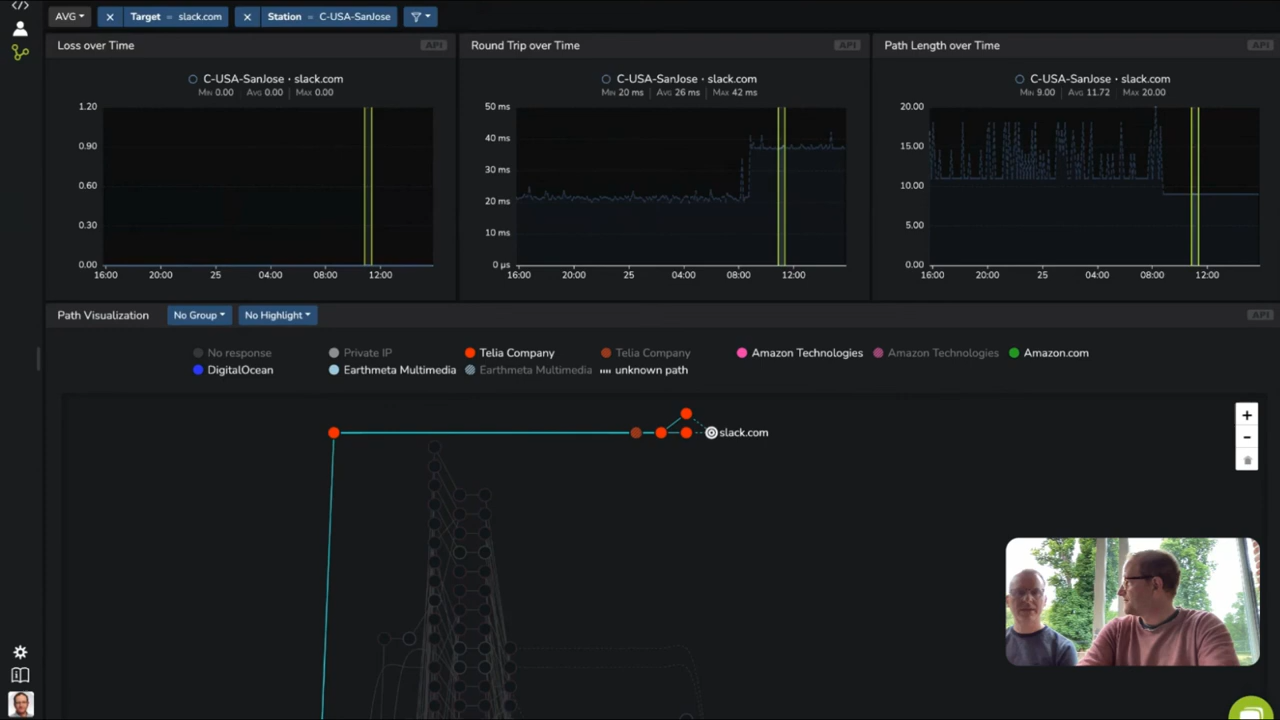 AVG Target = slack.com Station = C-USA-SanJose
Loss over Time API
C-USA-SanJose · slack.com
MIN 0.00 | AVG 0.00 | MAX 0.00
1.20
0.90
0.60
0.30
0.00
16:00 20:00 25 04:00 08:00 12:00
Round Trip over Time API
C-USA-SanJose · slack.com
MIN 20 ms | AVG 26 ms | MAX 42 ms
50 ms
40 ms
30 ms
20 ms
10 ms
0 µs
16:00 20:00 25 04:00 08:00 12:00
Path Length over Time API
C-USA-SanJose · slack.com
MIN 9.00 | AVG 11.72 | MAX 20.00
20.00
15.00
10.00
5.00
0.00
16:00 20:00 25 04:00 08:00 12:00
Path Visualization No Group No Highlight API
No response Private IP Telia Company Telia Company Amazon Technologies Amazon Technologies Amazon.com
DigitalOcean Earthmeta Multimedia Earthmeta Multimedia unknown path
slack.com